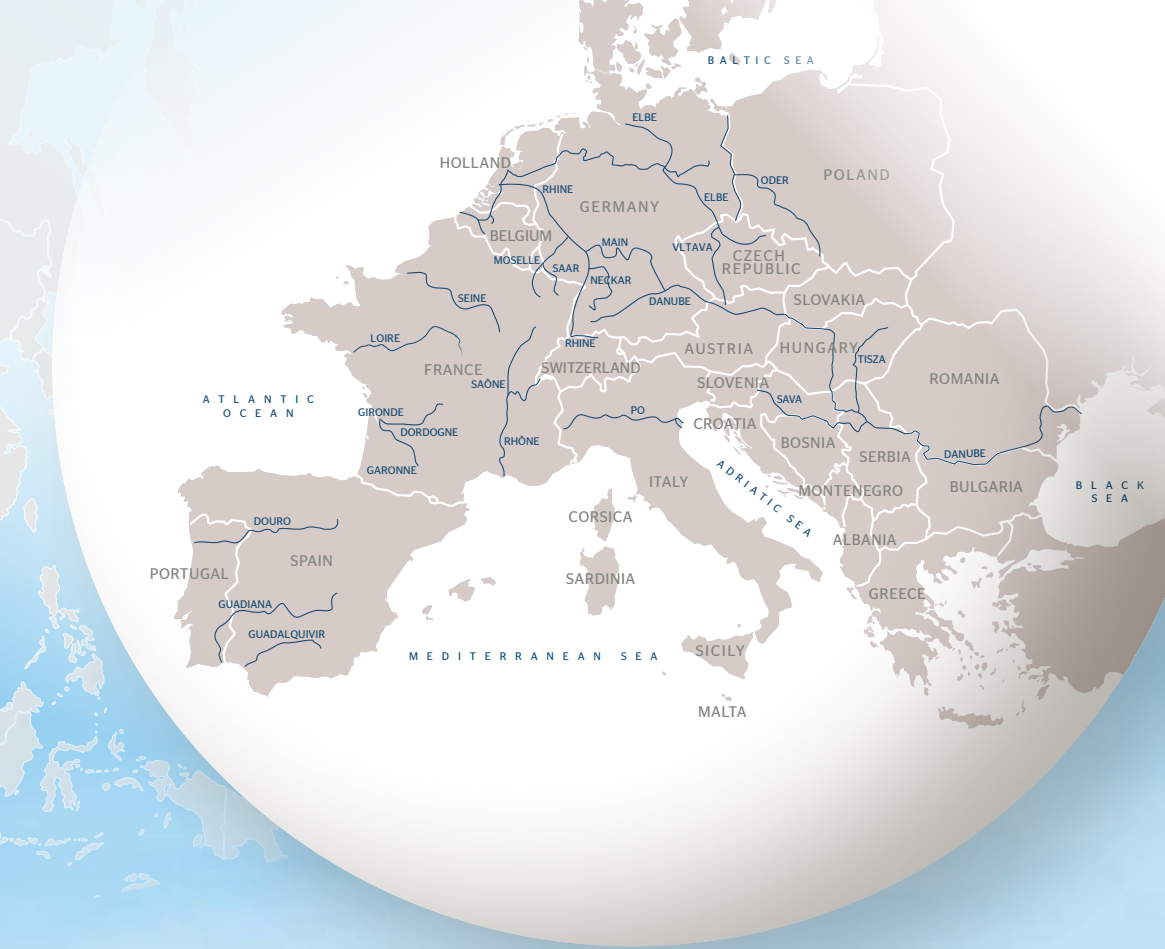 BALTIC SEA
ELBE
HOLLAND
RHINE
ODER
POLAND
ELBE
GERMANY
BELGIUM
MAIN
VLTAVA
CZECH
REPUBLIC
MOSELLE
SAAR
NECKAR
SEINE
DANUBE
SLOVAKIA
LOIRE
RHINE
AUSTRIA
HUNGARY
TISZA
FRANCE
SWITZERLAND
SAÔNE
SLOVENIA
ROMANIA
ATLANTIC
OCEAN
GIRONDE
PO
SAVA
CROATIA
DORDOGNE
RHÔNE
BOSNIA
SERBIA
DANUBE
GARONNE
ITALY
ADRIATIC SEA
MONTENEGRO
BULGARIA
BLACK
SEA
CORSICA
DOURO
ALBANIA
SPAIN
PORTUGAL
SARDINIA
GREECE
GUADIANA
GUADALQUIVIR
MEDITERRANEAN SEA
SICILY
MALTA